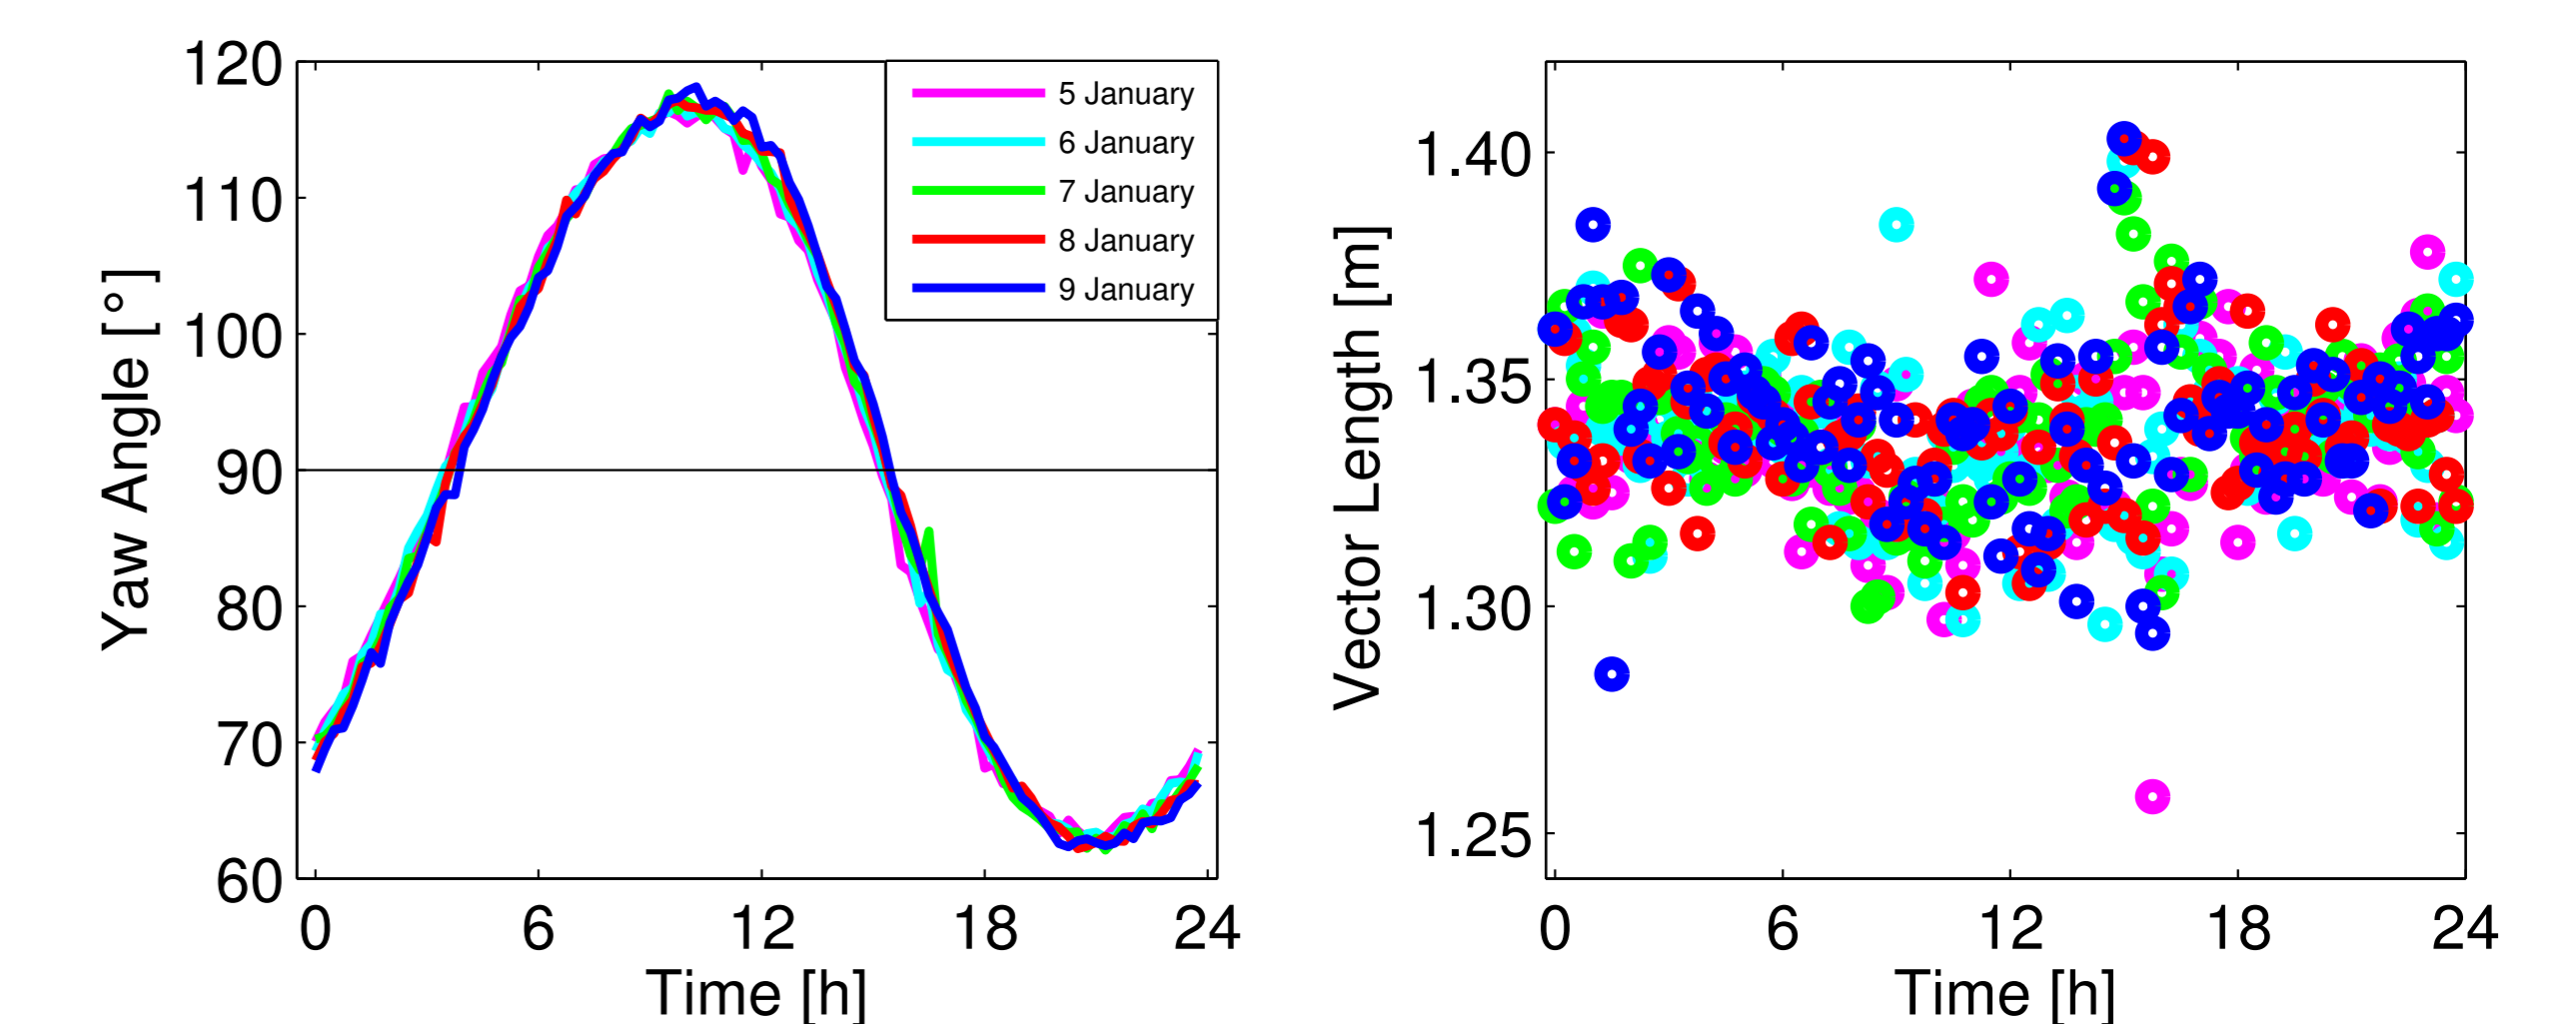 120
110
100
90
80
70
60
Yaw Angle [°]
0 6 12 18 24
Time [h]
5 January
6 January
7 January
8 January
9 January
1.40
1.35
1.30
1.25
Vector Length [m]
0 6 12 18 24
Time [h]